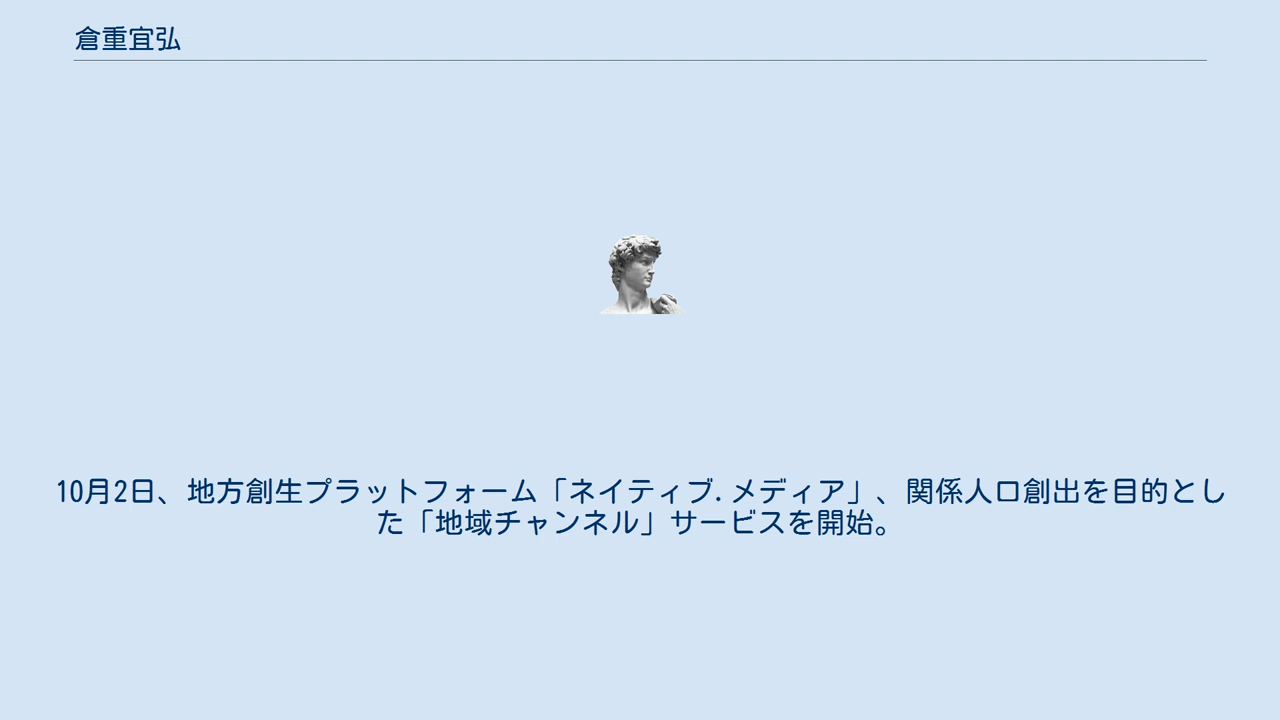 倉重宜弘
10月2日、地方創生プラットフォーム「ネイティブ.メディア」、関係人口創出を目的とし
た「地域チャンネル」サービスを開始。